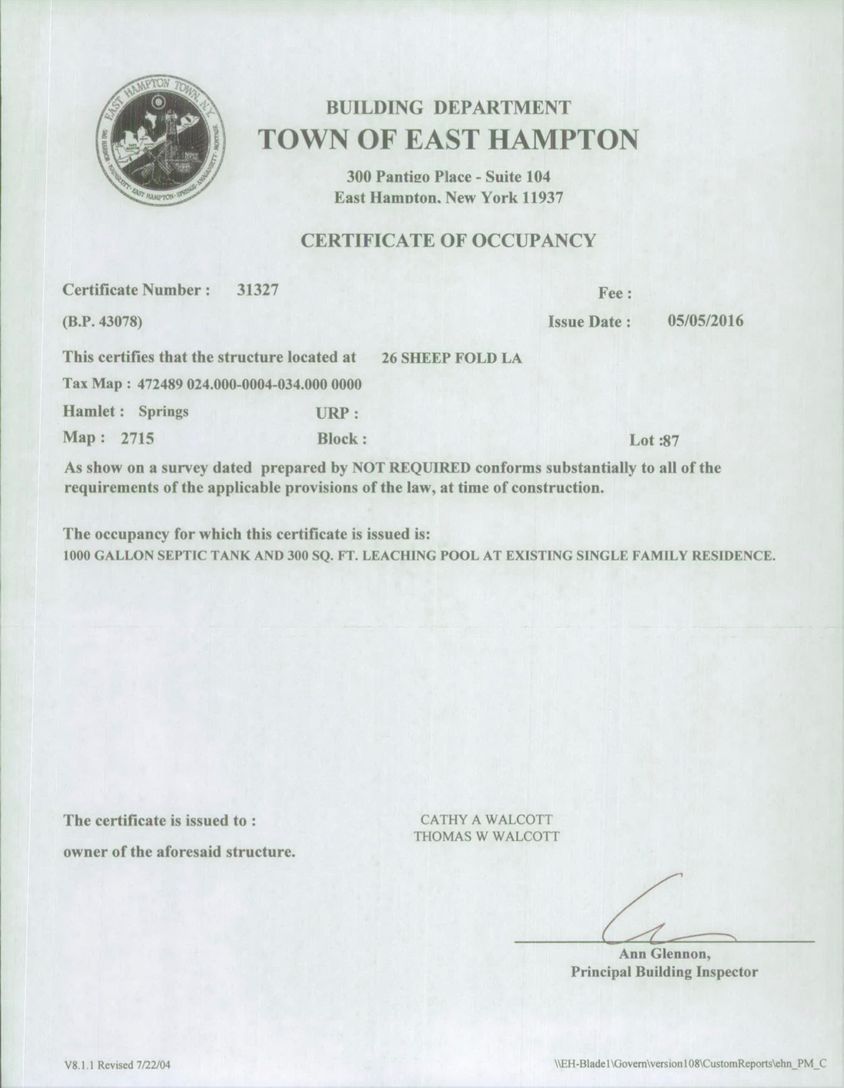 EAST HAMPTON TOWN, N.Y.
BUILDING DEPARTMENT
TOWN OF EAST HAMPTON
300 Pantigo Place - Suite 104
East Hampton, New York 11937
CERTIFICATE OF OCCUPANCY
Certificate Number : 31327 Fee :
(B.P. 43078) Issue Date : 05/05/2016
This certifies that the structure located at 26 SHEEP FOLD LA
Tax Map : 472489 024.000-0004-034.000 0000
Hamlet : Springs URP :
Map : 2715 Block : Lot :87
As show on a survey dated prepared by NOT REQUIRED conforms substantially to all of the
requirements of the applicable provisions of the law, at time of construction.
The occupancy for which this certificate is issued is:
1000 GALLON SEPTIC TANK AND 300 SQ. FT. LEACHING POOL AT EXISTING SINGLE FAMILY RESIDENCE.
The certificate is issued to : CATHY A WALCOTT
THOMAS W WALCOTT
owner of the aforesaid structure.
Ann Glennon,
Principal Building Inspector
V8.1.1 Revised 7/22/04 \\EH-Blade1\Govern\version108\CustomReports\ehn_PM_C